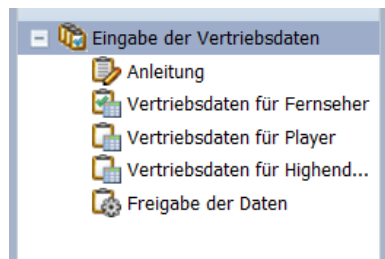 Eingabe der Vertriebsdaten
Anleitung
Vertriebsdaten für Fernseher
Vertriebsdaten für Player
Vertriebsdaten für Highend...
Freigabe der Daten